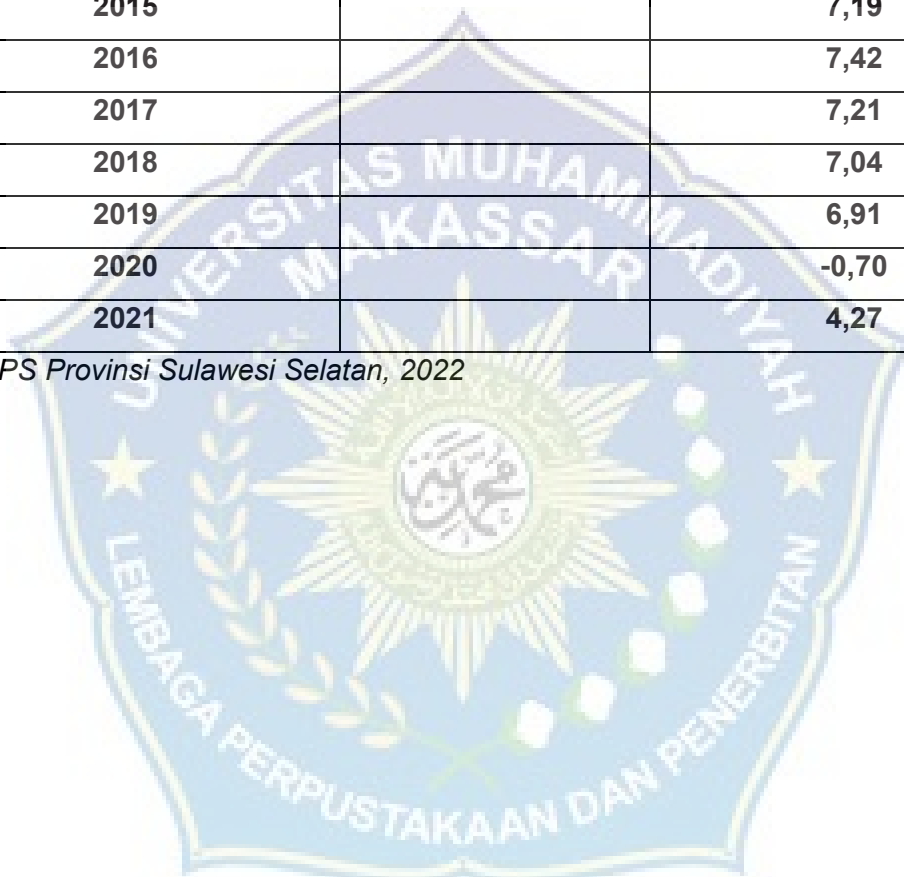 2015 7,19
2016 7,42
2017 7,21
2018 7,04
2019 6,91
2020 -0,70
2021 4,27
PS Provinsi Sulawesi Selatan, 2022
UNIVERSITAS MUHAMMADIYAH
MAKASSAR
LEMBAGA PERPUSTAKAAN DAN PENERBITAN